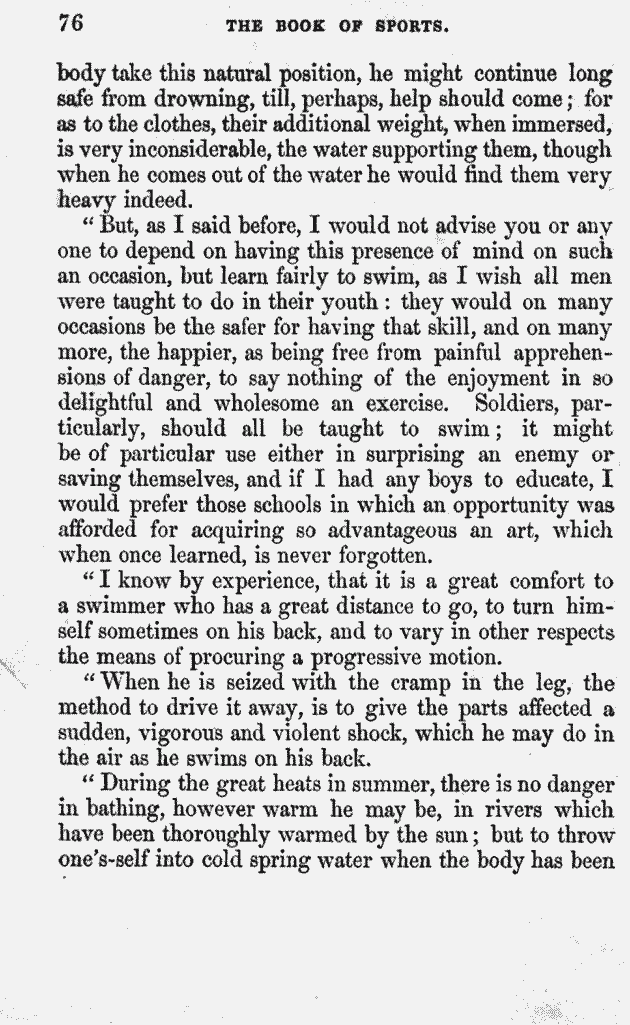 76 THE BOOK OF SPORTS.
body take this natural position, he might continue long
safe from drowning, till, perhaps, help should come; for
as to the clothes, their additional weight, when immersed,
is very inconsiderable, the water supporting them, though
when he comes out of the water he would find them very
heavy indeed.
" But, as I said before, I would not advise you or any
one to depend on having this presence of mind on such
an occasion, but learn fairly to swim, as I wish all men
were taught to do in their youth : they would on many
occasions be the safer for having that skill, and on many
more, the happier, as being free from painful apprehen-
sions of danger, to say nothing of the enjoyment in so
delightful and wholesome an exercise. Soldiers, par-
ticularly, should all be taught to swim; it might
be of particular use either in surprising an enemy or
saving themselves, and if I had any boys to educate, I
would prefer those schools in which an opportunity was
afforded for acquiring so advantageous an art, which
when once learned, is never forgotten.
" I know by experience, that it is a great comfort to
a swimmer who has a great distance to go, to turn him-
self sometimes on his back, and to vary in other respects
the means of procuring a progressive motion.
" When he is seized with the cramp in the leg, the
method to drive it away, is to give the parts affected a
sudden, vigorous and violent shock, which he may do in
the air as he swims on his back.
" During the great heats in summer, there is no danger
in bathing, however warm he may be, in rivers which
have been thoroughly warmed by the sun; but to throw
one's-self into cold spring water when the body has been